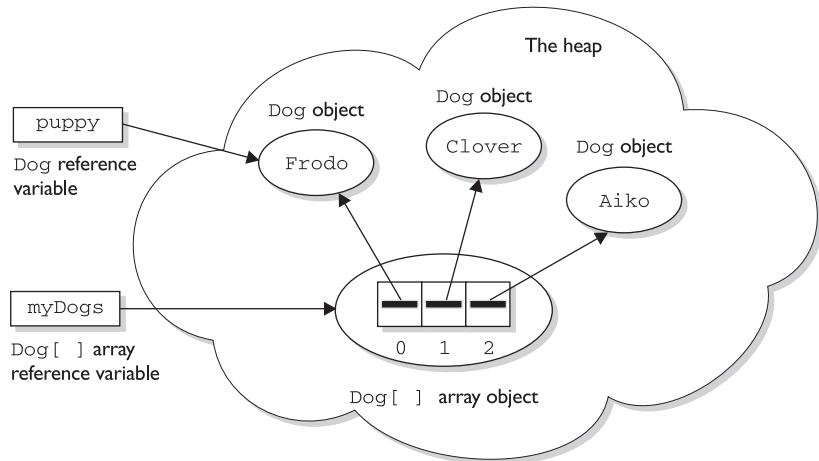 The heap
Dog object
Dog object
puppy
Clover
Dog object
Frodo
Dog reference
variable
Aiko
myDogs
0 1 2
Dog[ ] array
reference variable
Dog[ ] array object